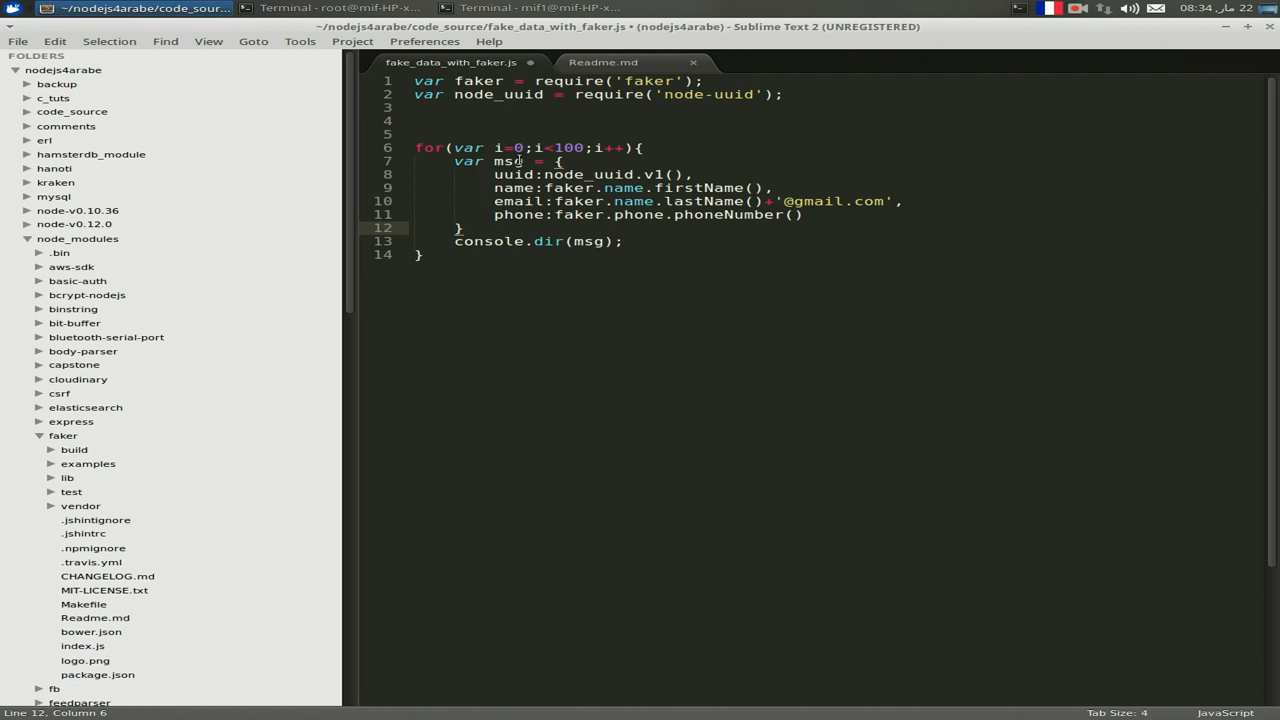 ~/nodejs4arabe/code_sour...
Terminal - root@mif-HP-x...
Terminal - mif1@mif-HP-x...
08:34 مار, 22
~/nodejs4arabe/code_source/fake_data_with_faker.js • (nodejs4arabe) - Sublime Text 2 (UNREGISTERED)
File Edit Selection Find View Goto Tools Project Preferences Help
FOLDERS
nodejs4arabe
backup
c_tuts
code_source
comments
erl
hamsterdb_module
hanoti
kraken
mysql
node-v0.10.36
node-v0.12.0
node_modules
.bin
aws-sdk
basic-auth
bcrypt-nodejs
binstring
bit-buffer
bluetooth-serial-port
body-parser
capstone
cloudinary
csrf
elasticsearch
express
faker
build
examples
lib
test
vendor
.jshintignore
.jshintrc
.npmignore
.travis.yml
CHANGELOG.md
MIT-LICENSE.txt
Makefile
Readme.md
bower.json
index.js
logo.png
package.json
fb
feedparser
fake_data_with_faker.js
Readme.md
1 var faker = require('faker');
2 var node_uuid = require('node-uuid');
3
4
5
6 for(var i=0;i<100;i++){
7 var msg = {
8 uuid:node_uuid.v1(),
9 name:faker.name.firstName(),
10 email:faker.name.lastName()+'@gmail.com',
11 phone:faker.phone.phoneNumber()
12 }
13 console.dir(msg);
14 }
Line 12, Column 6
Tab Size: 4
JavaScript